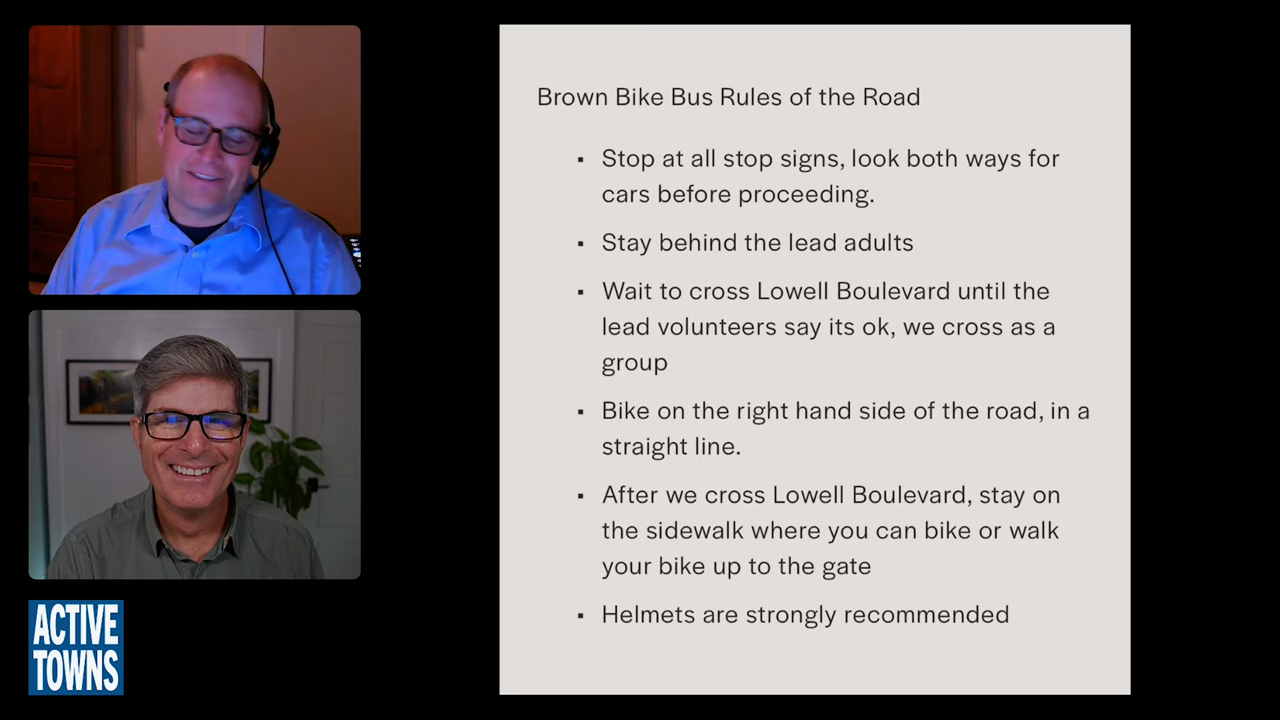 Brown Bike Bus Rules of the Road
▪ Stop at all stop signs, look both ways for
cars before proceeding.
▪ Stay behind the lead adults
▪ Wait to cross Lowell Boulevard until the
lead volunteers say its ok, we cross as a
group
▪ Bike on the right hand side of the road, in a
straight line.
▪ After we cross Lowell Boulevard, stay on
the sidewalk where you can bike or walk
your bike up to the gate
▪ Helmets are strongly recommended
ACTIVE
TOWNS